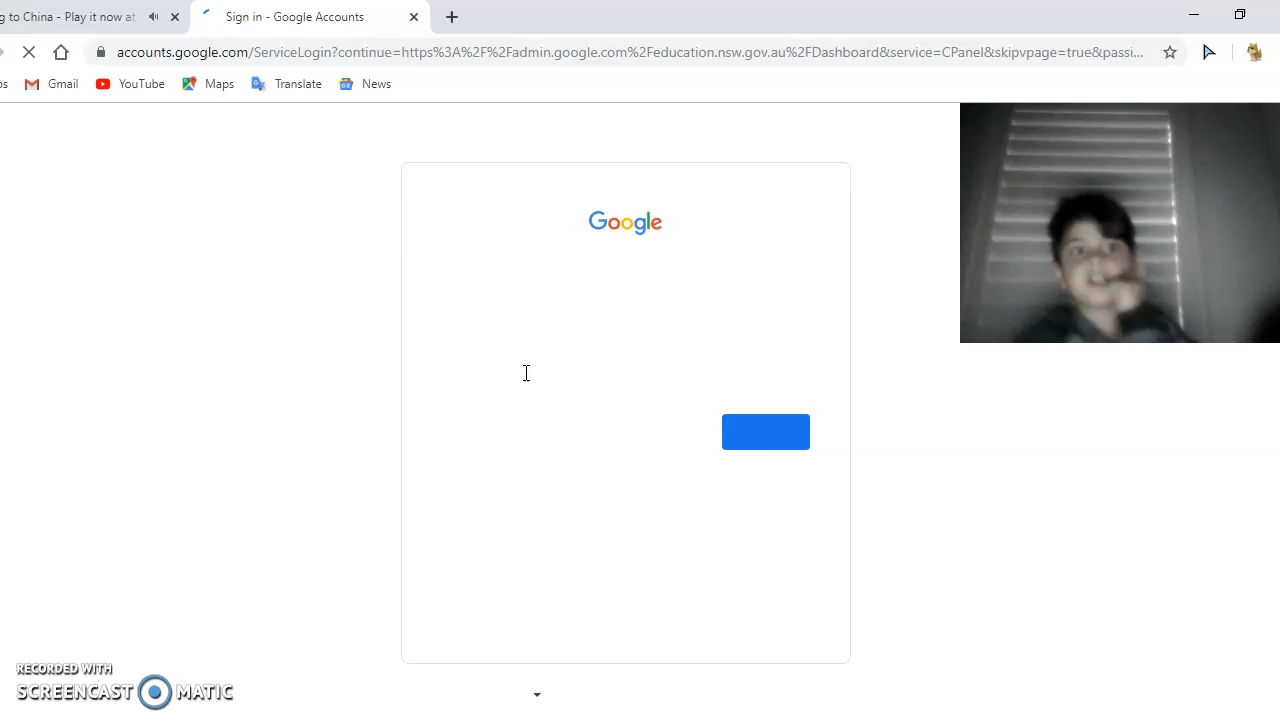 g to China - Play it now at
Sign in - Google Accounts
accounts.google.com/ServiceLogin?continue=https%3A%2F%2Fadmin.google.com%2Feducation.nsw.gov.au%2FDashboard&service=CPanel&skipvpage=true&passi...
ps
Gmail
YouTube
Maps
Translate
News
Google
RECORDED WITH
SCREENCAST MATIC